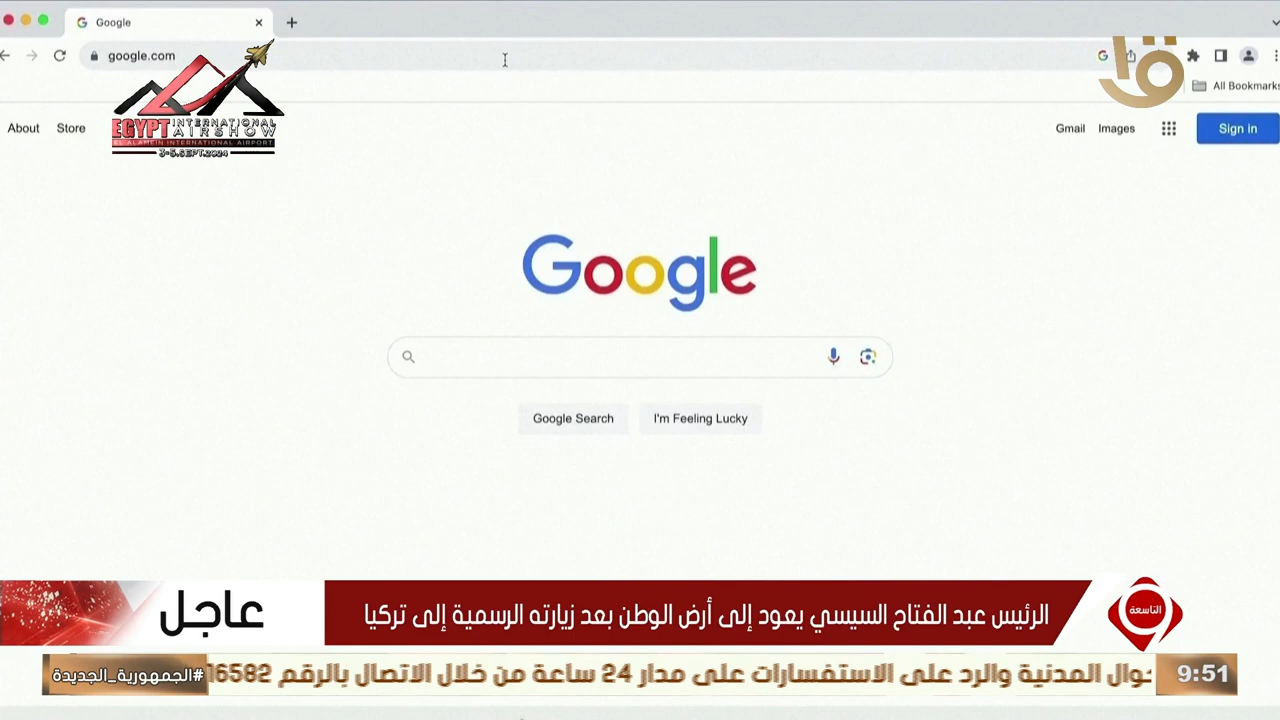 Google
google.com
All Bookmarks
EGYPT INTERNATIONAL AIRSHOW
EL ALAMEIN INTERNATIONAL AIRPORT
3-5.SEPT.2024
About Store Gmail Images Sign in
Google
Google Search I'm Feeling Lucky
عاجل
الرئيس عبد الفتاح السيسي يعود إلى أرض الوطن بعد زيارته الرسمية إلى تركيا
التاسعة
#الجمهورية_الجديدة
المدنية والرد على الاستفسارات على مدار 24 ساعة من خلال الاتصال بالرقم 16582
9:51